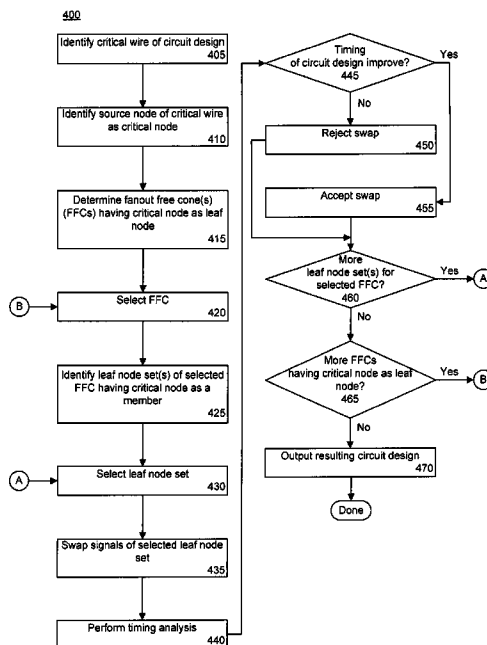 400
Identify critical wire of circuit design
405
Identify source node of critical wire
as critical node
410
Determine fanout free cone(s)
(FFCs) having critical node as leaf
node
415
B
Select FFC
420
Identify leaf node set(s) of selected
FFC having critical node as a
member
425
A
Select leaf node set
430
Swap signals of selected leaf node
set
435
Perform timing analysis
440
Timing
of circuit design improve?
445
Yes
No
Reject swap
450
Accept swap
455
More
leaf node set(s) for
selected FFC?
460
Yes
A
No
More FFCs
having critical node as leaf
node?
465
Yes
B
No
Output resulting circuit design
470
Done